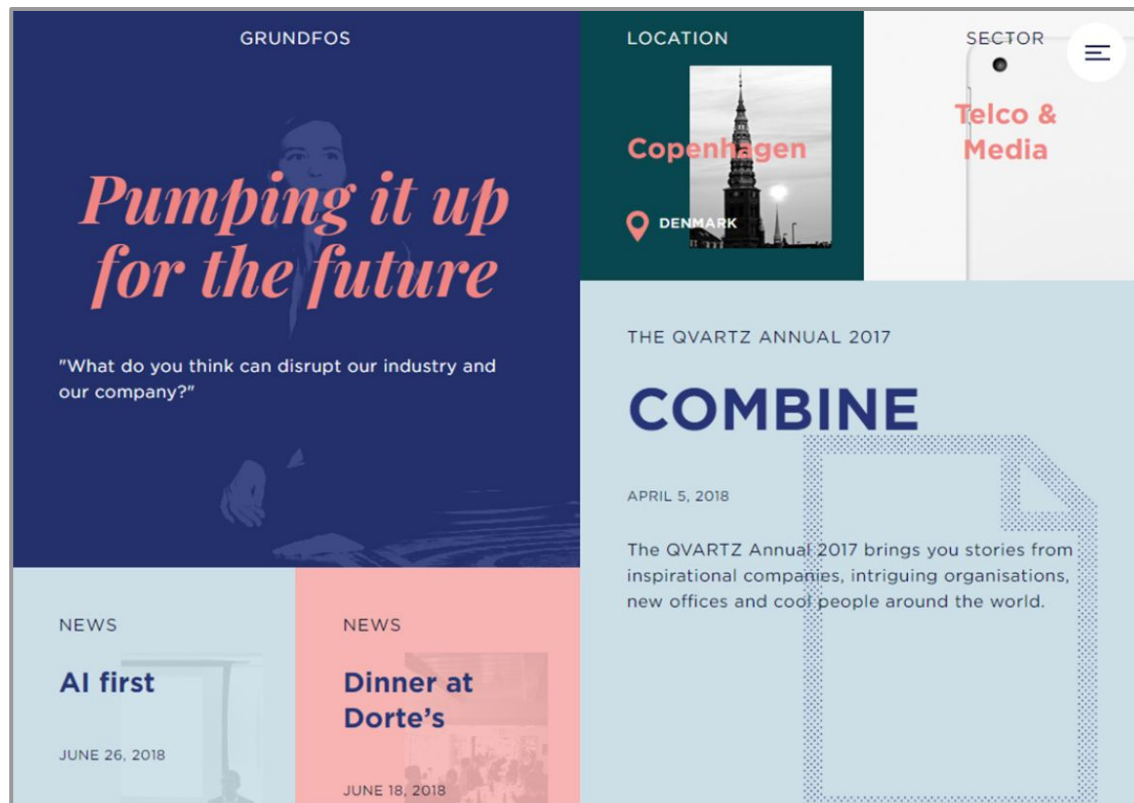 GRUNDFOS
Pumping it up
for the future
"What do you think can disrupt our industry and
our company?"
LOCATION
Copenhagen
DENMARK
SECTOR
Telco &
Media
THE QVARTZ ANNUAL 2017
COMBINE
APRIL 5, 2018
The QVARTZ Annual 2017 brings you stories from
inspirational companies, intriguing organisations,
new offices and cool people around the world.
NEWS
AI first
JUNE 26, 2018
NEWS
Dinner at
Dorte's
JUNE 18, 2018